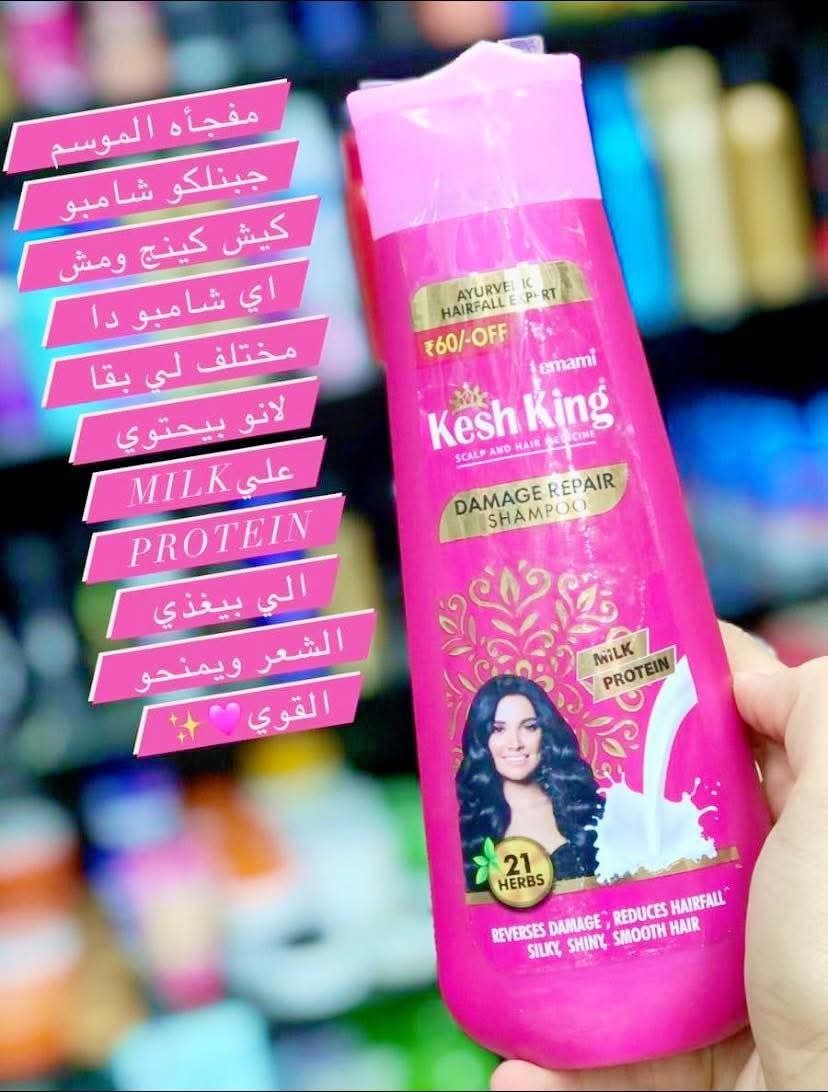 مفجأه الموسم
جبنلكو شامبو
كيش كينج ومش
اي شامبو دا
مختلف لي بقا
لانو بيحتوي
علي MILK
PROTEIN
الي بيغذي
الشعر ويمنحو
القوي🩷✨
AYURVEDIC
HAIRFALL EXPERT
₹60/-OFF
emami
Kesh King
SCALP AND HAIR MEDICINE
DAMAGE REPAIR
SHAMPOO
MILK
PROTEIN
21
HERBS
REVERSES DAMAGE^, REDUCES HAIRFALL^
SILKY, SHINY, SMOOTH HAIR